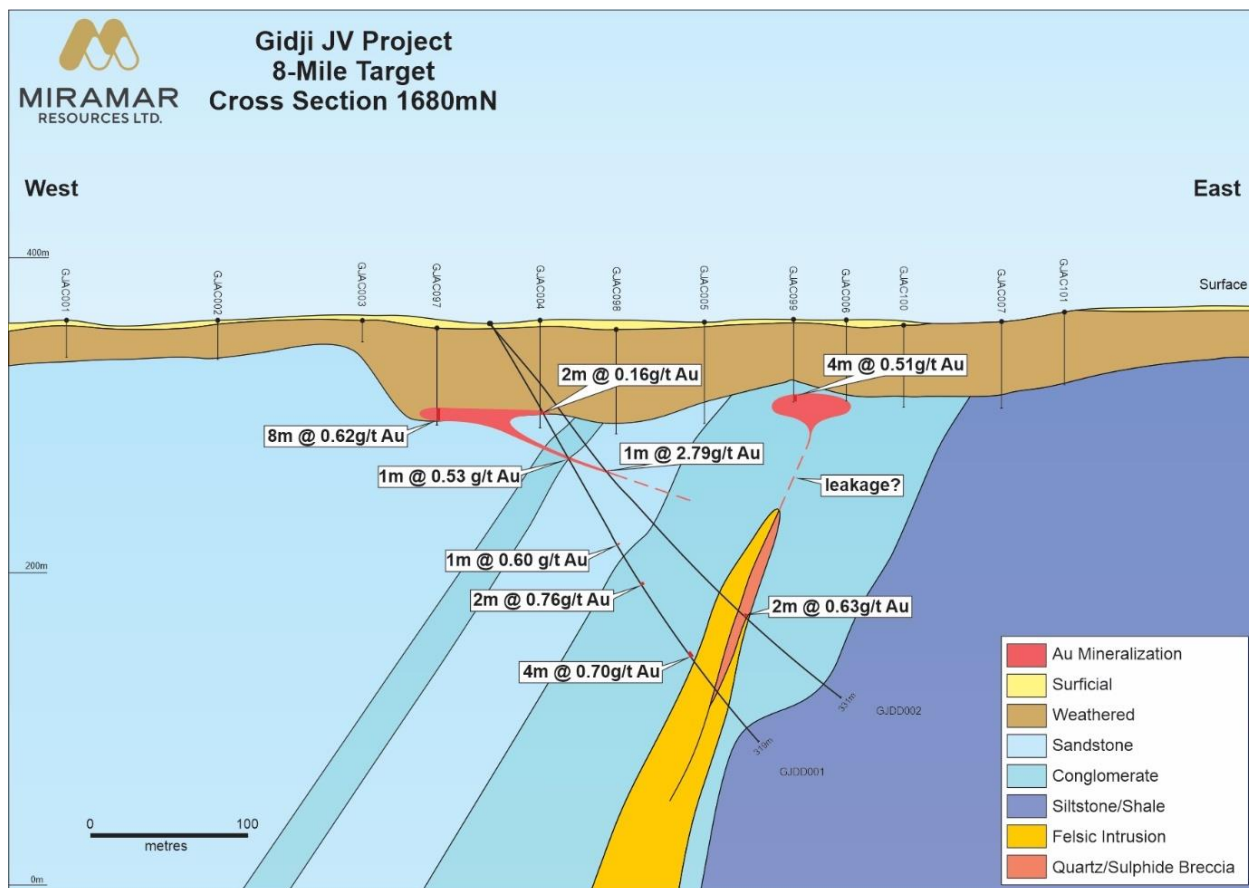 MIRAMAR
RESOURCES LTD.
Gidji JV Project
8-Mile Target
Cross Section 1680mN
West
East
400m
GJAC001
GJAC002
GJAC003
GJAC097
GJAC004
GJAC098
GJAC005
GJAC099
GJAC006
GJAC100
GJAC007
GJAC101
Surface
2m @ 0.16g/t Au
4m @ 0.51g/t Au
8m @ 0.62g/t Au
1m @ 2.79g/t Au
1m @ 0.53 g/t Au
leakage?
1m @ 0.60 g/t Au
200m
2m @ 0.76g/t Au
2m @ 0.63g/t Au
4m @ 0.70g/t Au
331m
GJDD002
319m
GJDD001
0 100
metres
0m
Au Mineralization
Surficial
Weathered
Sandstone
Conglomerate
Siltstone/Shale
Felsic Intrusion
Quartz/Sulphide Breccia